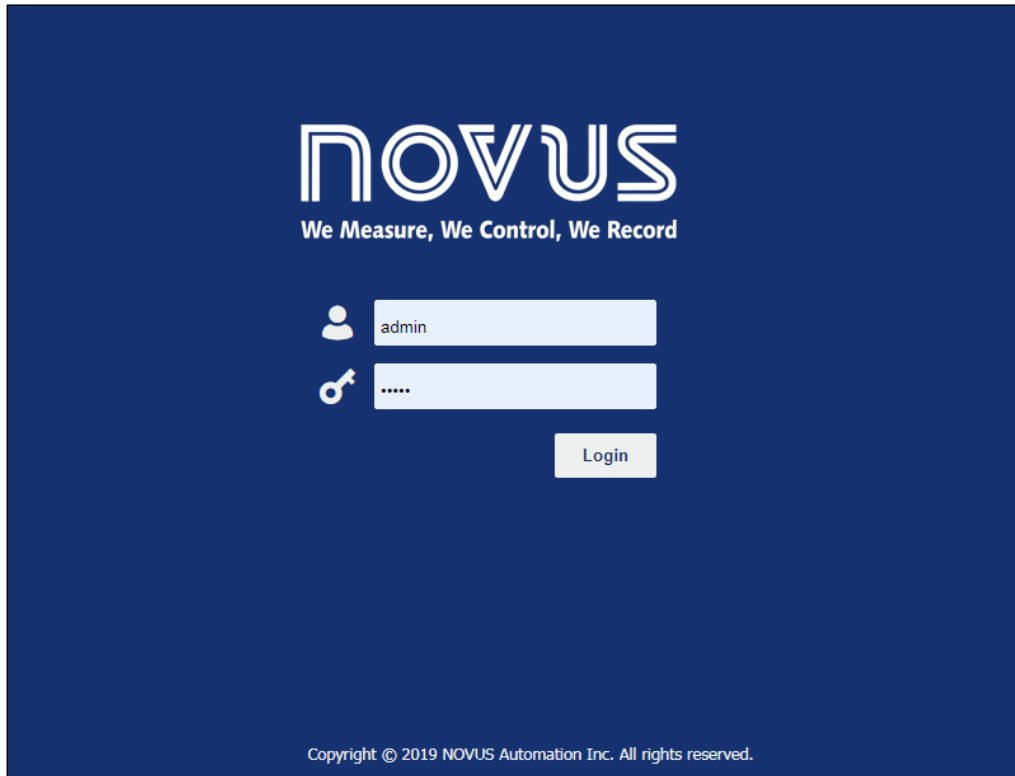 NOVUS
We Measure, We Control, We Record
admin
•••••
Login
Copyright © 2019 NOVUS Automation Inc. All rights reserved.